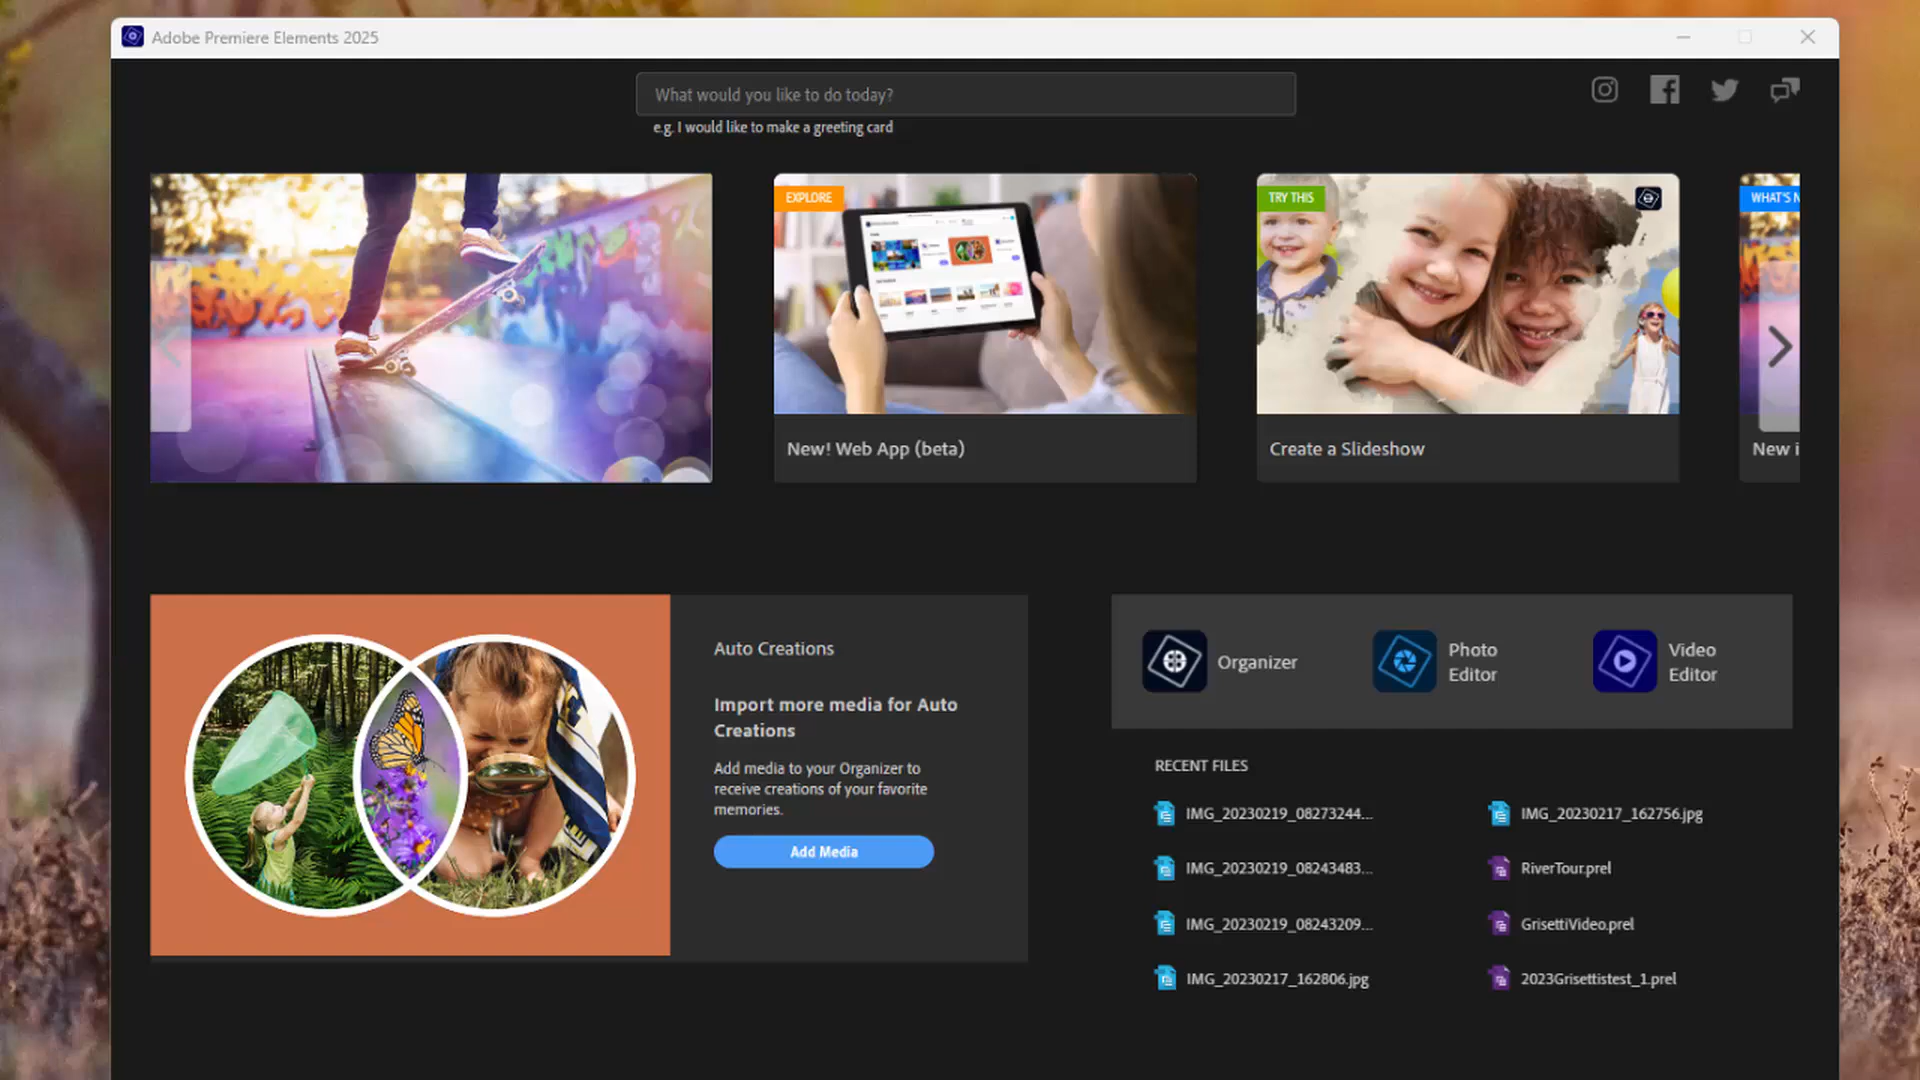 Adobe Premiere Elements 2025
What would you like to do today?
e.g. I would like to make a greeting card
EXPLORE
TRY THIS
WHAT'S N
New! Web App (beta)
Create a Slideshow
New i
Auto Creations
Import more media for Auto
Creations
Add media to your Organizer to
receive creations of your favorite
memories.
Add Media
Organizer
Photo
Editor
Video
Editor
RECENT FILES
IMG_20230219_08273244...
IMG_20230217_162756.jpg
IMG_20230219_08243483...
RiverTour.prel
IMG_20230219_08243209...
GrisettiVideo.prel
IMG_20230217_162806.jpg
2023Grisettistest_1.prel